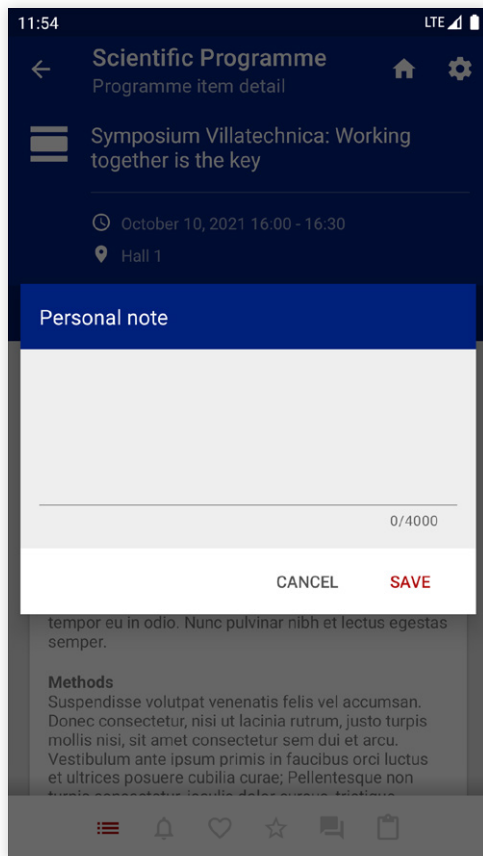 11:54
LTE
Scientific Programme
Programme item detail
Symposium Villatechnica: Working
together is the key
October 10, 2021 16:00 - 16:30
Hall 1
Personal note
0/4000
CANCEL
SAVE
tempor eu in odio. Nunc pulvinar nibh et lectus egestas
semper.
Methods
Suspendisse volutpat venenatis felis vel accumsan.
Donec consectetur, nisi ut lacinia rutrum, justo turpis
mollis nisi, sit amet consectetur sem dui et arcu.
Vestibulum ante ipsum primis in faucibus orci luctus
et ultrices posuere cubilia curae; Pellentesque non